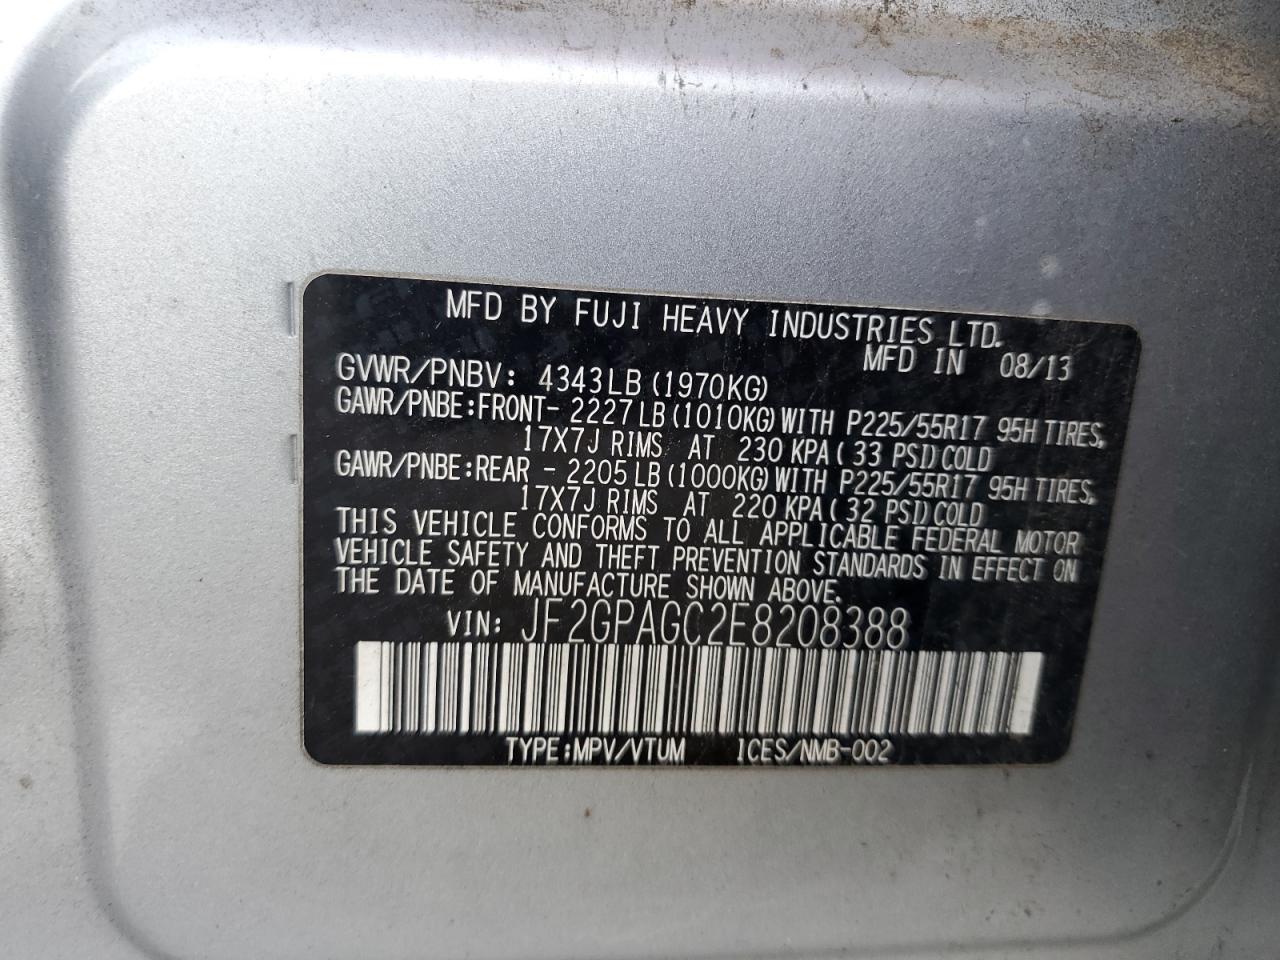 MFD BY FUJI HEAVY INDUSTRIES LTD.
MFD IN 08/13
GVWR/PNBV: 4343LB (1970KG)
GAWR/PNBE:FRONT- 2227LB (1010KG) WITH P225/55R17 95H TIRES,
17X7J RIMS AT 230 KPA ( 33 PSI) COLD
GAWR/PNBE:REAR - 2205LB (1000KG) WITH P225/55R17 95H TIRES,
17X7J RIMS AT 220 KPA ( 32 PSI) COLD
THIS VEHICLE CONFORMS TO ALL APPLICABLE FEDERAL MOTOR
VEHICLE SAFETY AND THEFT PREVENTION STANDARDS IN EFFECT ON
THE DATE OF MANUFACTURE SHOWN ABOVE.
VIN: JF2GPAGC2E8208388
TYPE:MPV/VTUM ICES/NMB-002